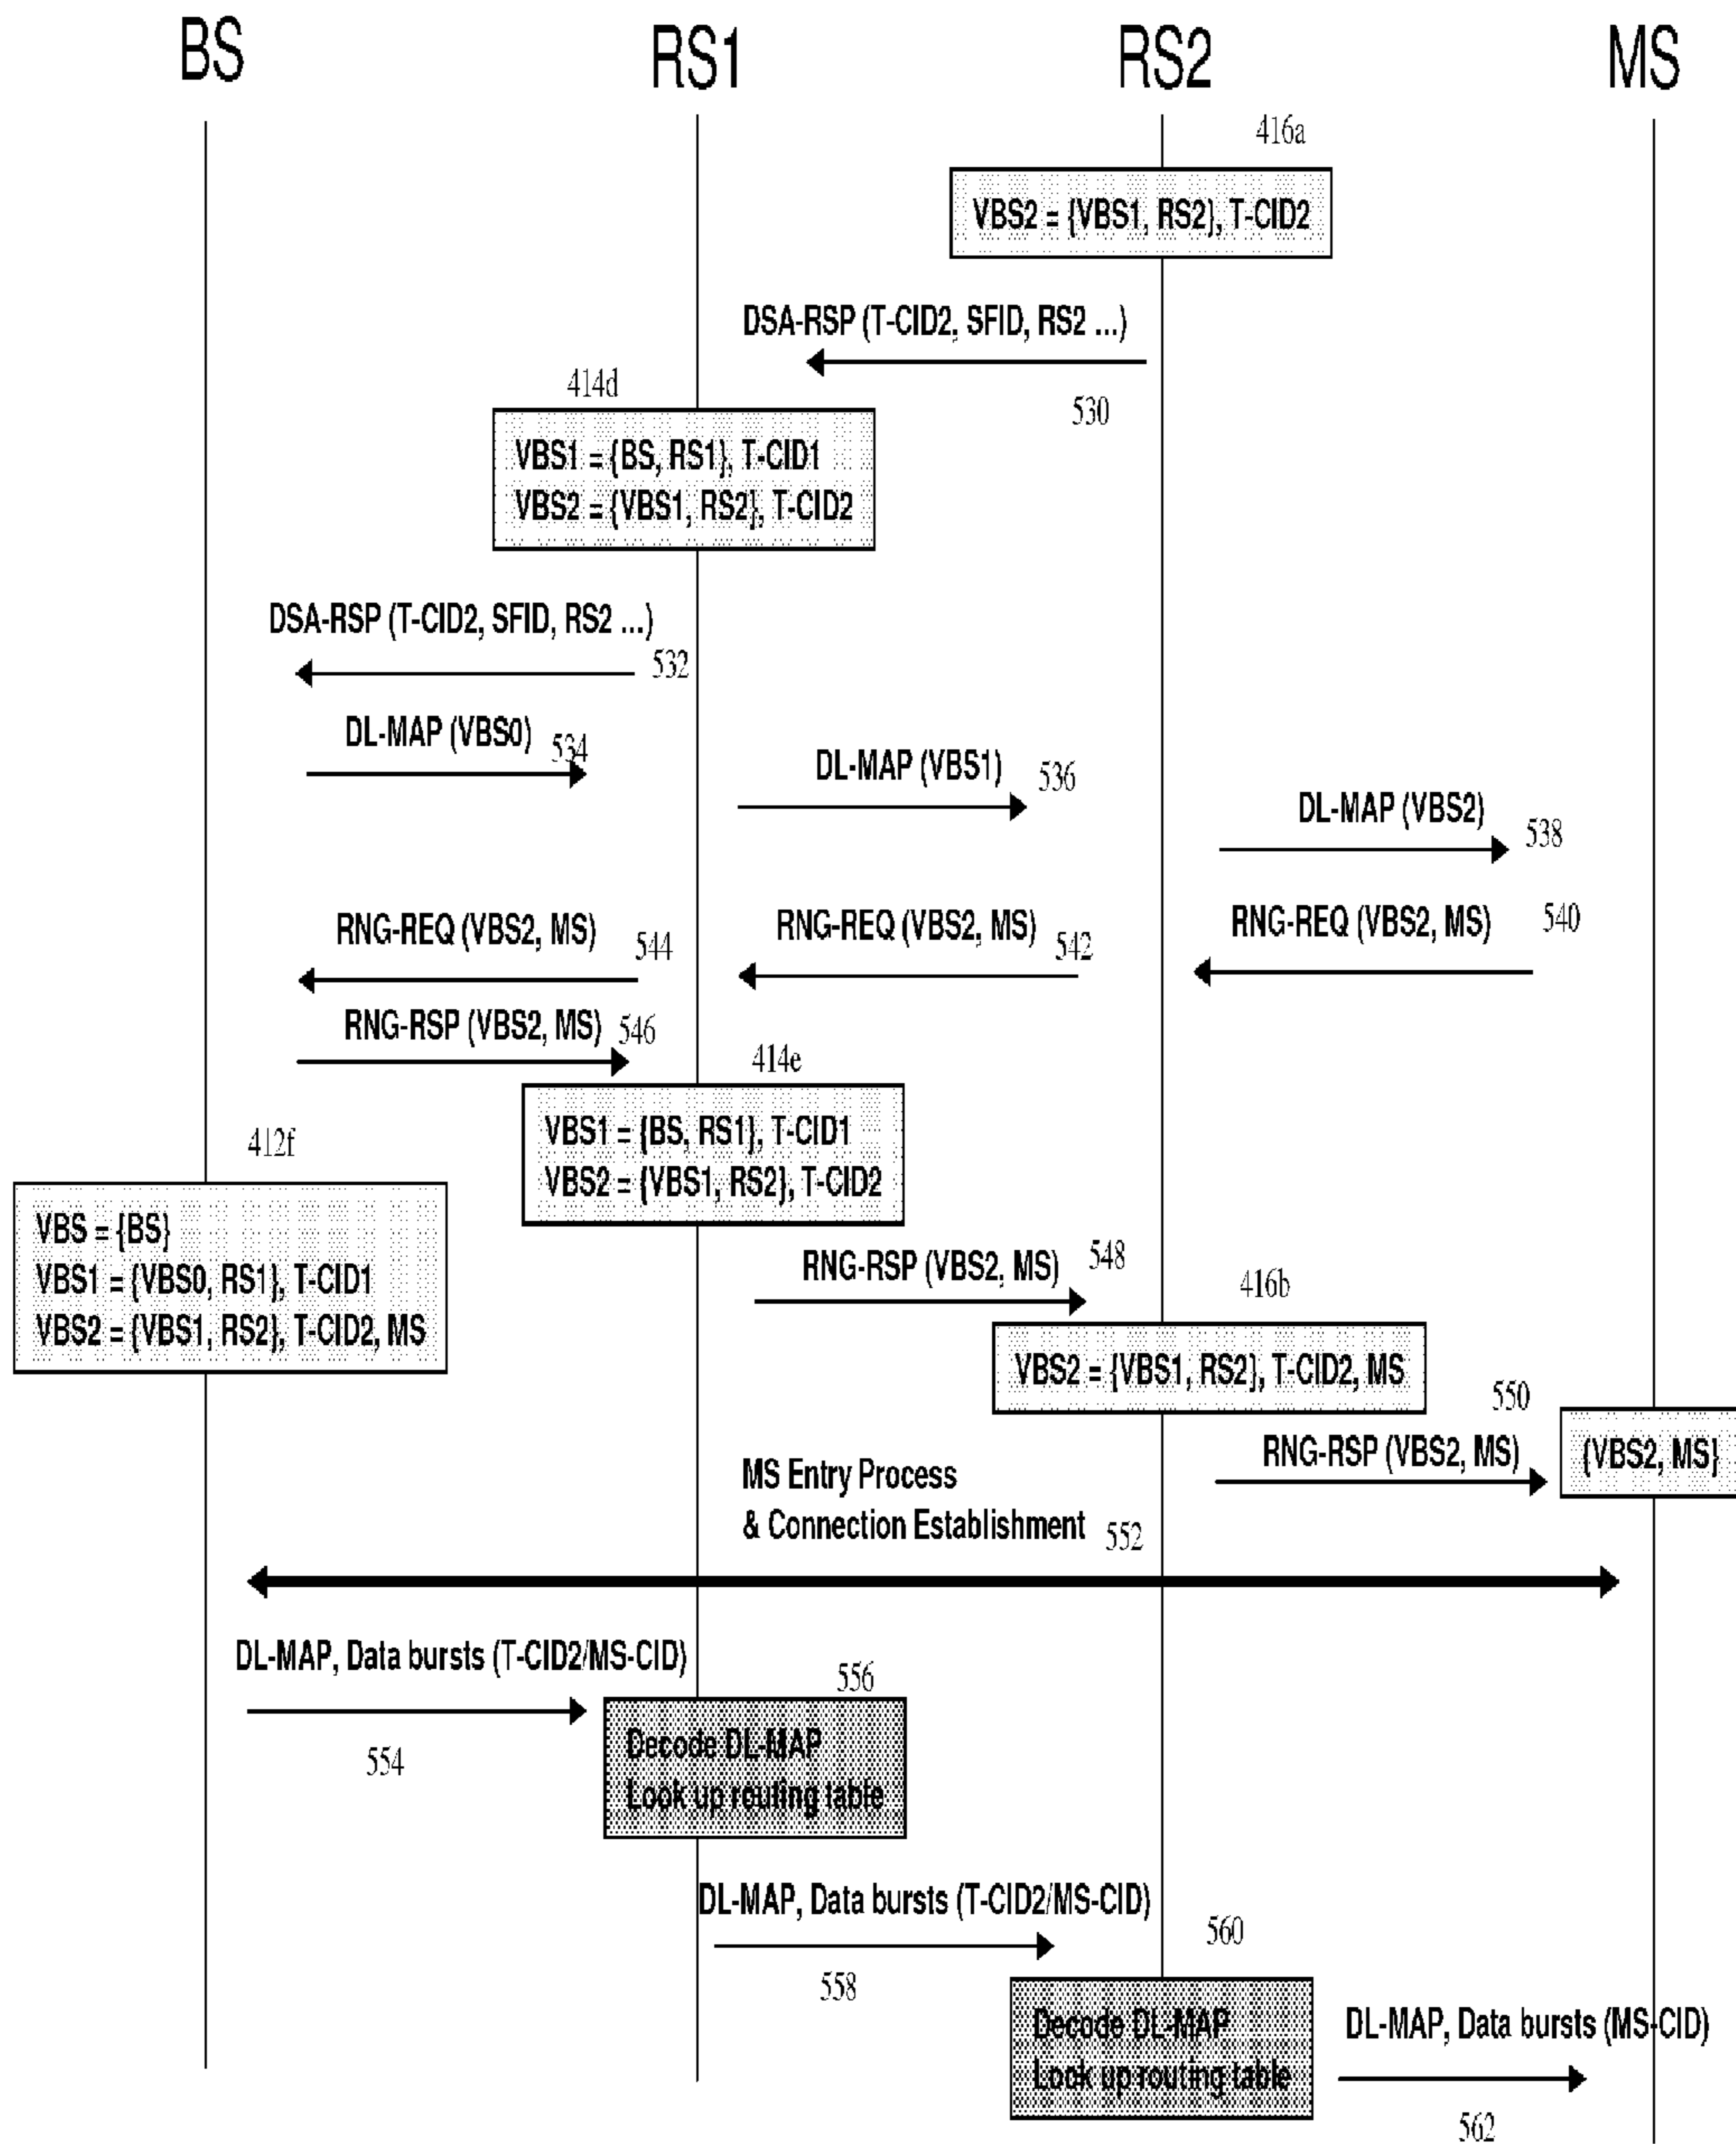 BS
RS1
RS2
MS
416a
VBS2 = {VBS1, RS2}, T-CID2
DSA-RSP (T-CID2, SFID, RS2 ...)
530
414d
VBS1 = {BS, RS1}, T-CID1
VBS2 = {VBS1, RS2}, T-CID2
DSA-RSP (T-CID2, SFID, RS2 ...)
532
DL-MAP (VBS0)
534
DL-MAP (VBS1)
536
DL-MAP (VBS2)
538
RNG-REQ (VBS2, MS)
544
RNG-REQ (VBS2, MS)
542
RNG-REQ (VBS2, MS)
540
RNG-RSP (VBS2, MS)
546
414e
VBS1 = {BS, RS1}, T-CID1
VBS2 = {VBS1, RS2}, T-CID2
412f
VBS = {BS}
VBS1 = {VBS0, RS1}, T-CID1
VBS2 = {VBS1, RS2}, T-CID2, MS
RNG-RSP (VBS2, MS)
548
416b
VBS2 = {VBS1, RS2}, T-CID2, MS
550
RNG-RSP (VBS2, MS)
{VBS2, MS}
MS Entry Process
& Connection Establishment
552
DL-MAP, Data bursts (T-CID2/MS-CID)
554
556
Decode DL-MAP
Look up routing table
DL-MAP, Data bursts (T-CID2/MS-CID)
558
560
Decode DL-MAP
Look up routing table
DL-MAP, Data bursts (MS-CID)
562